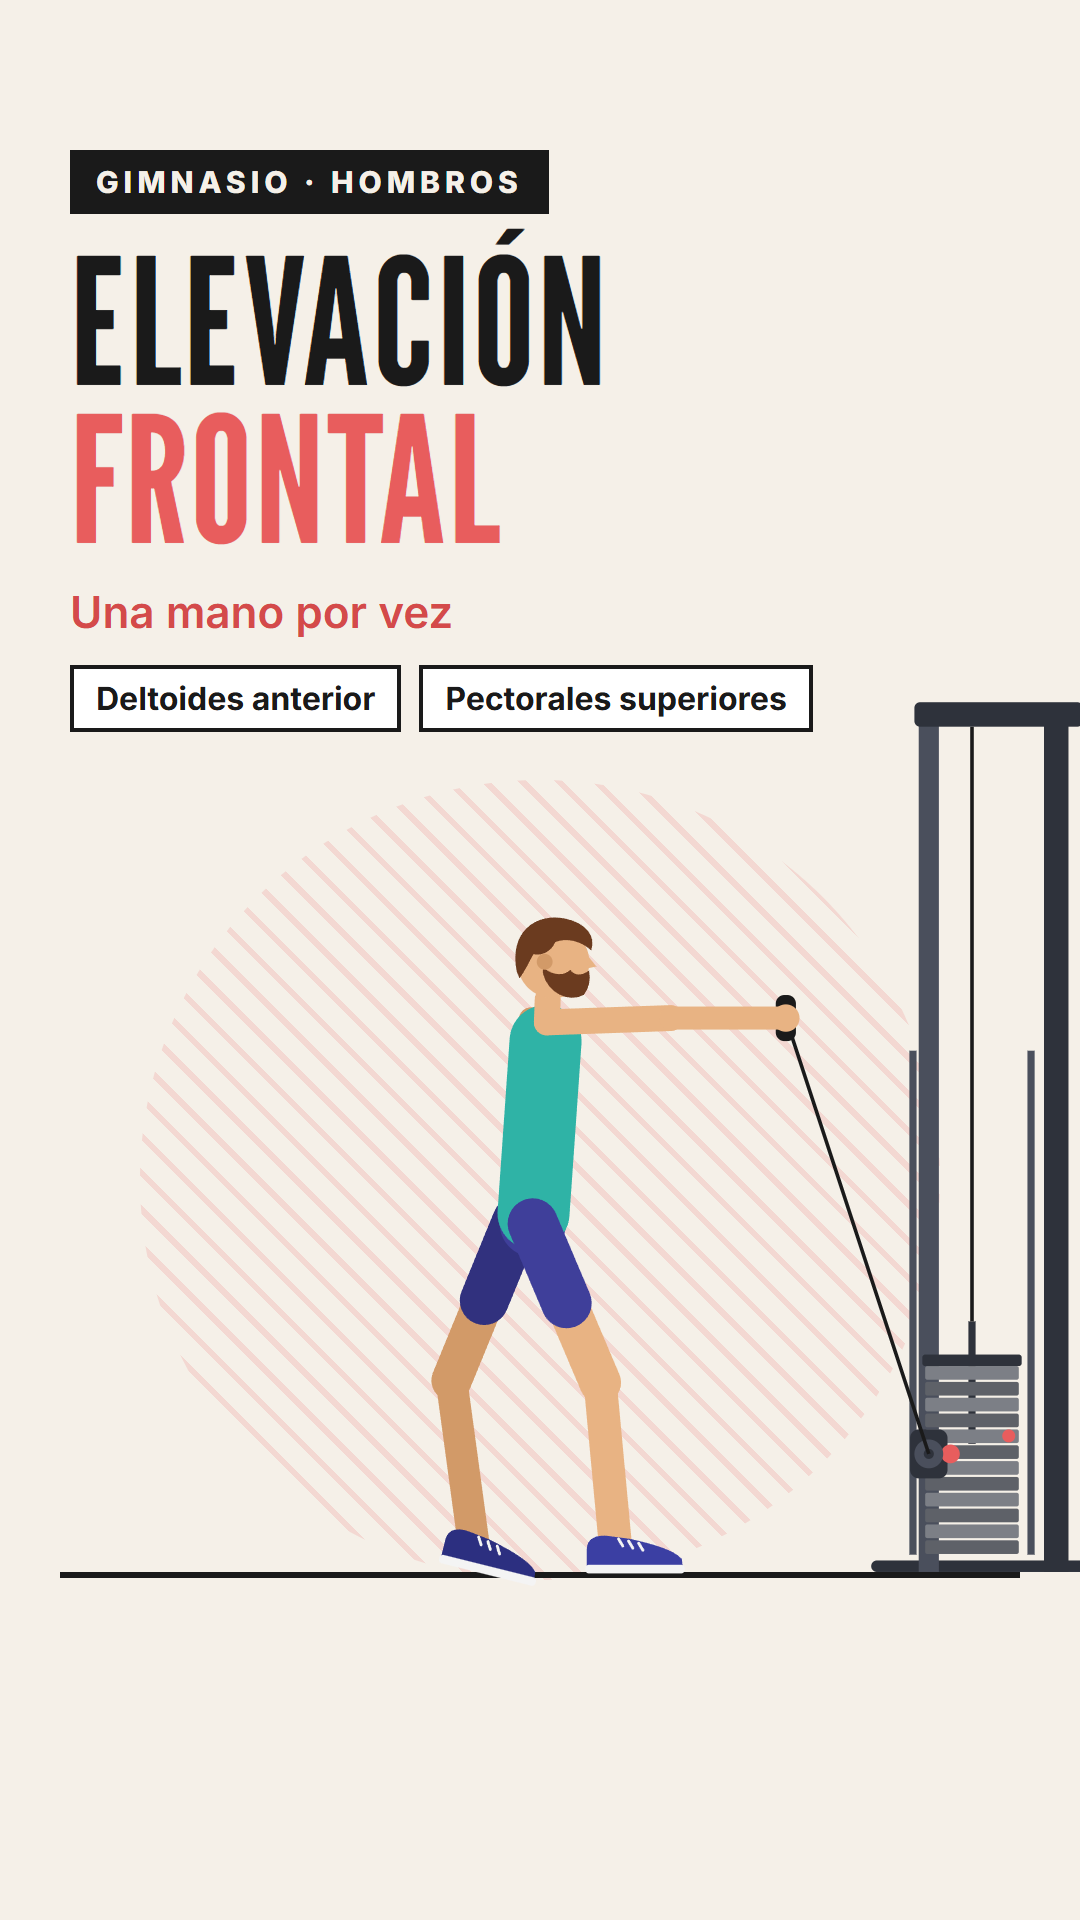 GIMNASIO · HOMBROS
ELEVACIÓN
FRONTAL
Una mano por vez
Deltoides anterior
Pectorales superiores